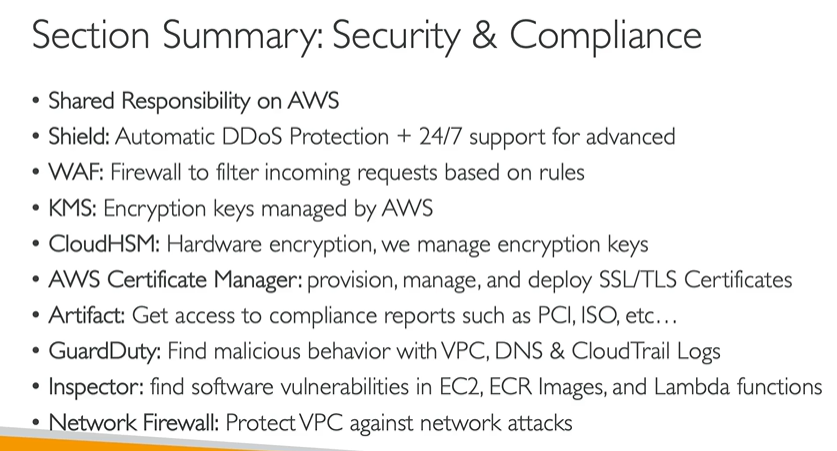 Section Summary: Security & Compliance
• Shared Responsibility on AWS
• Shield: Automatic DDoS Protection + 24/7 support for advanced
• WAF: Firewall to filter incoming requests based on rules
• KMS: Encryption keys managed by AWS
• CloudHSM: Hardware encryption, we manage encryption keys
• AWS Certificate Manager: provision, manage, and deploy SSL/TLS Certificates
• Artifact: Get access to compliance reports such as PCI, ISO, etc…
• GuardDuty: Find malicious behavior with VPC, DNS & CloudTrail Logs
• Inspector: find software vulnerabilities in EC2, ECR Images, and Lambda functions
• Network Firewall: Protect VPC against network attacks